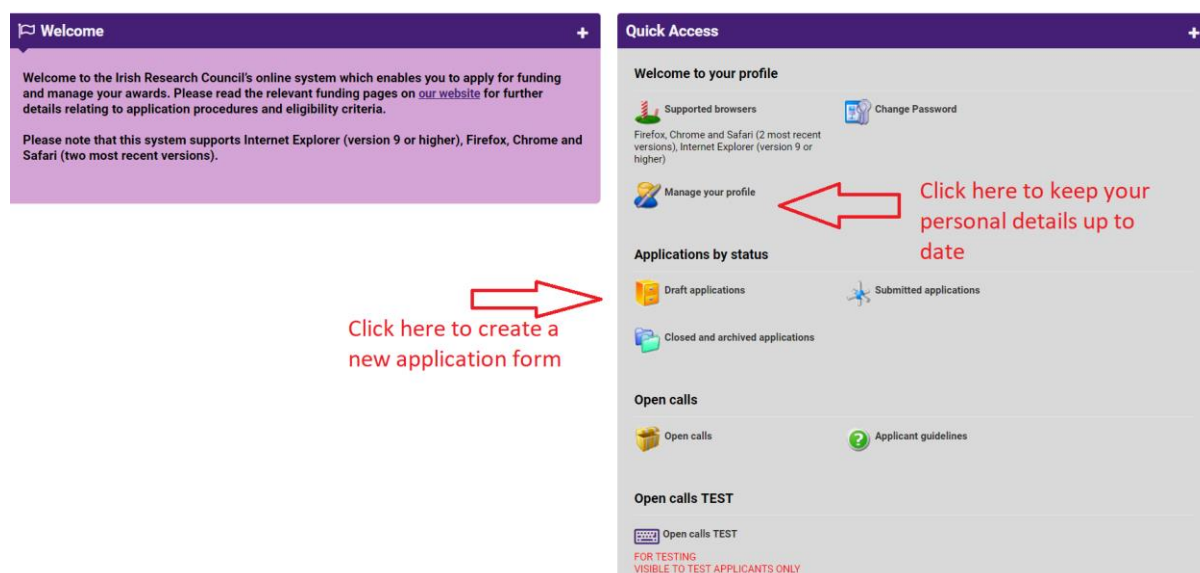 Welcome
+
Welcome to the Irish Research Council's online system which enables you to apply for funding
and manage your awards. Please read the relevant funding pages on our website for further
details relating to application procedures and eligibility criteria.
Please note that this system supports Internet Explorer (version 9 or higher), Firefox, Chrome and
Safari (two most recent versions).
Click here to create a
new application form
Quick Access
+
Welcome to your profile
Supported browsers
Change Password
Firefox, Chrome and Safari (2 most recent
versions), Internet Explorer (version 9 or
higher)
Manage your profile
Click here to keep your
personal details up to
date
Applications by status
Draft applications
Submitted applications
Closed and archived applications
Open calls
Open calls
Applicant guidelines
Open calls TEST
Open calls TEST
FOR TESTING
VISIBLE TO TEST APPLICANTS ONLY